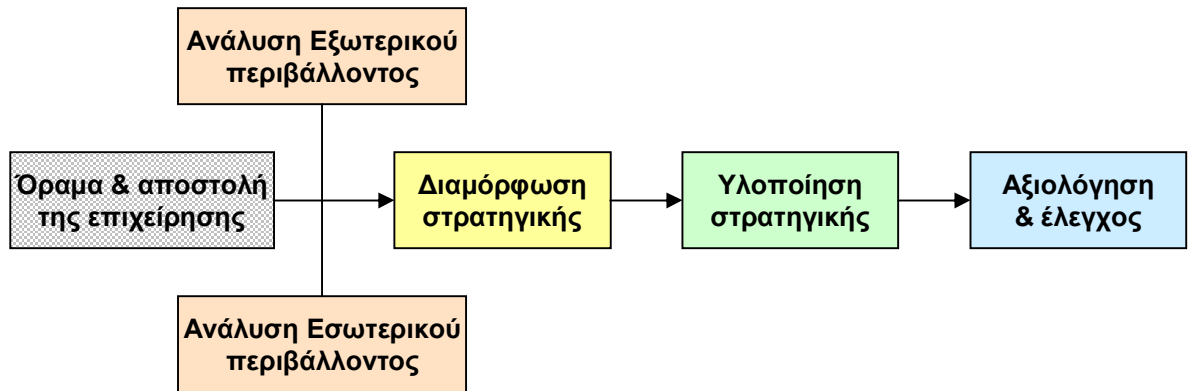 Ανάλυση Εξωτερικού
περιβάλλοντος
Όραμα & αποστολή
της επιχείρησης
Διαμόρφωση
στρατηγικής
Υλοποίηση
στρατηγικής
Αξιολόγηση
& έλεγχος
Ανάλυση Εσωτερικού
περιβάλλοντος